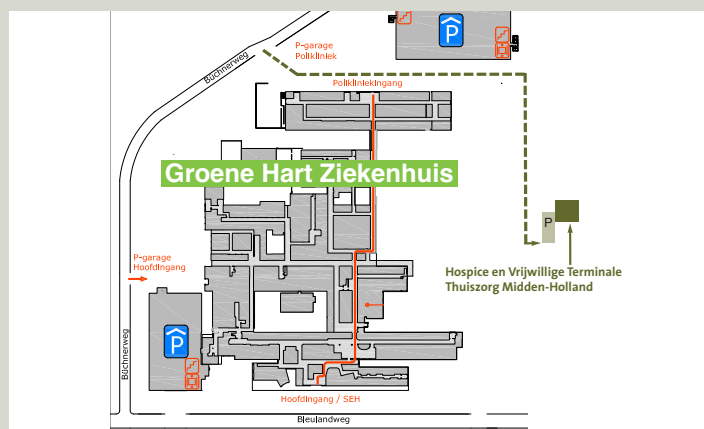 P-garage
Polikliniek
P
Büchnerweg
Polikliniekingang
Groene Hart Ziekenhuis
P
P-garage
Hoofdingang
Hospice en Vrijwillige Terminale
Thuiszorg Midden-Holland
P
Büchnerweg
Hoofdingang / SEH
Bleulandweg